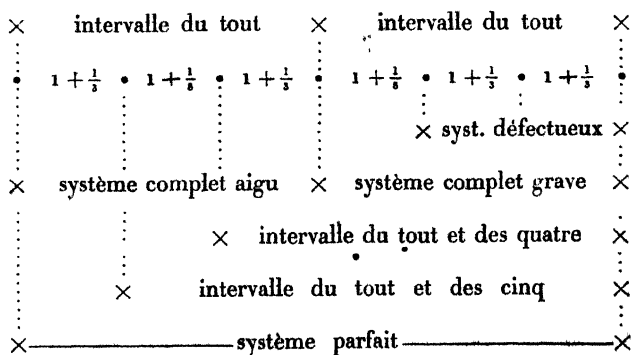 × intervalle du tout × intervalle du tout ×
• 1 + 1/3 • 1 + 1/8 • 1 + 1/3 • 1 + 1/8 • 1 + 1/3 • 1 + 1/3 •
× syst. défectueux ×
× système complet aigu × système complet grave ×
× intervalle du tout et des quatre ×
× intervalle du tout et des cinq ×
× système parfait ×